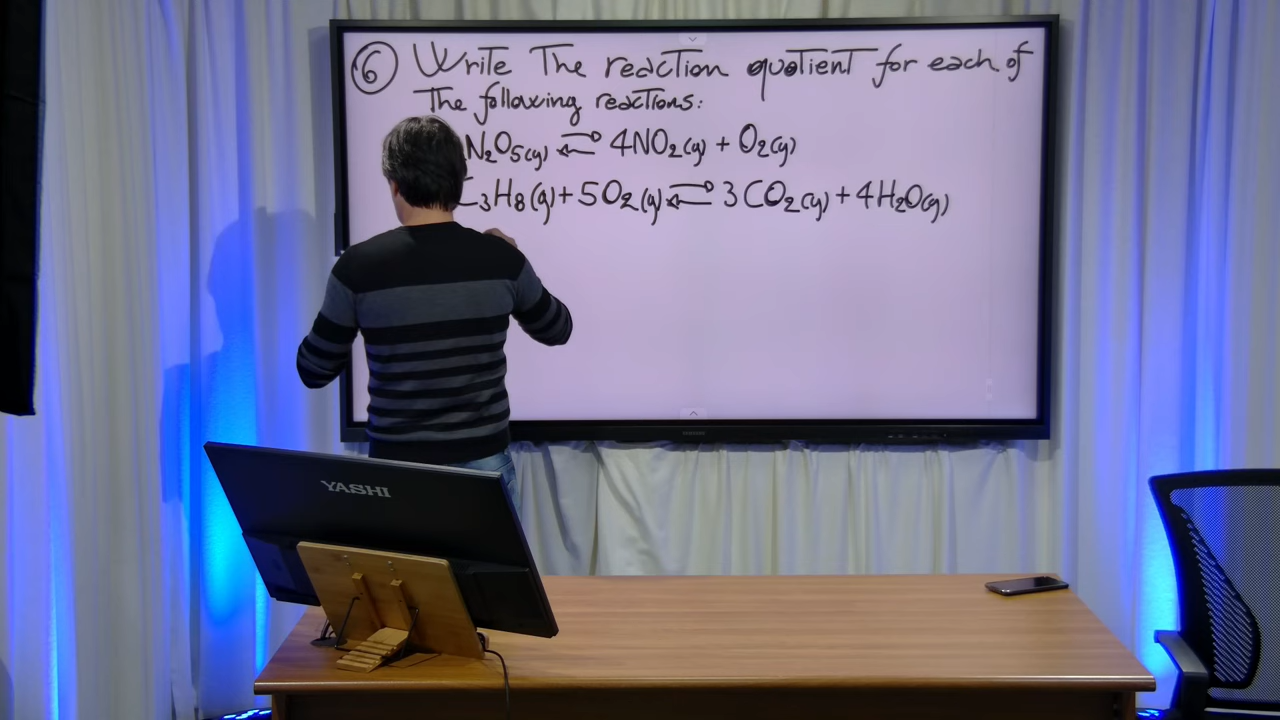 ⑥ Write The reaction quotient for each of
The following reactions:
N₂O₅(g) ⇌ 4NO₂(g) + O₂(g)
C₃H₈(g) + 5O₂(g) ⇌ 3CO₂(g) + 4H₂O(g)
YASHI